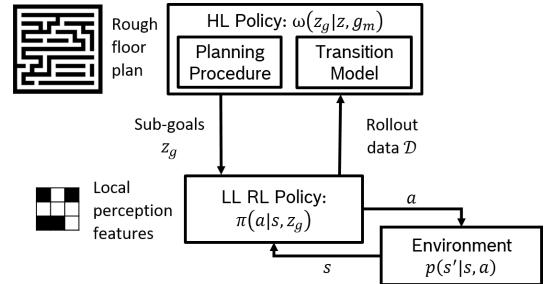 Rough
floor
plan
HL Policy: ω(z_g|z, g_m)
Planning
Procedure
Transition
Model
Sub-goals
z_g
Rollout
data 𝒟
Local
perception
features
LL RL Policy:
π(a|s, z_g)
a
Environment
p(s′|s, a)
s